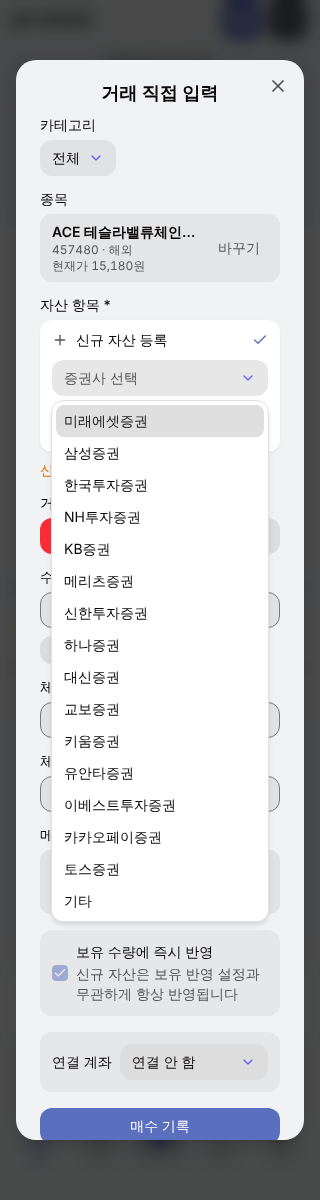 거래 직접 입력
카테고리
전체
종목
ACE 테슬라밸류체인...
457480 · 해외
현재가 15,180원
바꾸기
자산 항목 *
신규 자산 등록
증권사 선택
미래에셋증권
삼성증권
한국투자증권
NH투자증권
KB증권
메리츠증권
신한투자증권
하나증권
대신증권
교보증권
키움증권
유안타증권
이베스트투자증권
카카오페이증권
토스증권
기타
보유 수량에 즉시 반영
신규 자산은 보유 반영 설정과
무관하게 항상 반영됩니다
연결 계좌
연결 안 함
매수 기록